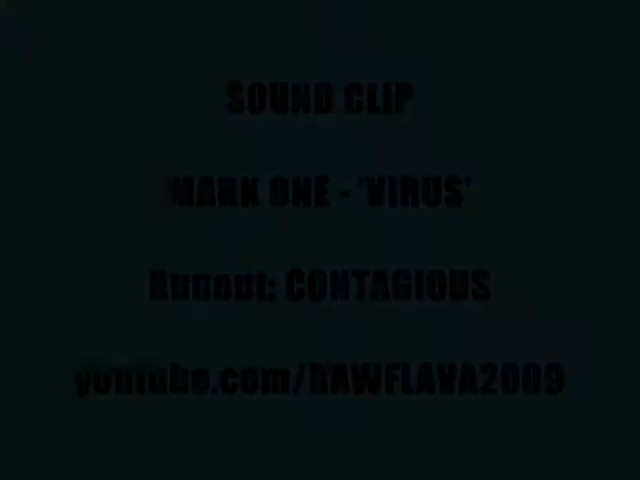 SOUND CLIP
MARK ONE - 'VIRUS'
Runout: CONTAGIOUS
youtube.com/RAWFLAVA2009